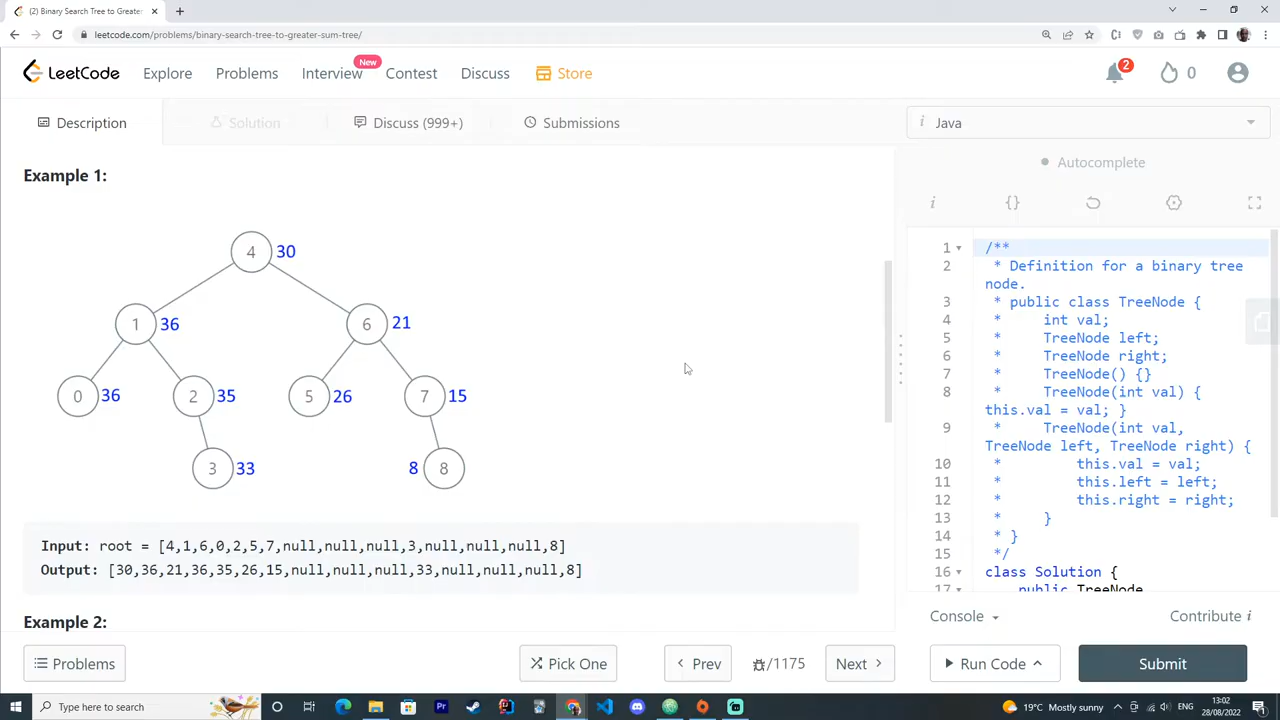 (2) Binary Search Tree to Greater
leetcode.com/problems/binary-search-tree-to-greater-sum-tree/
LeetCode Explore Problems Interview New Contest Discuss Store 2 0
Description Solution Discuss (999+) Submissions
i Java
Autocomplete
i {}
Example 1:
4 30
1 36 6 21
0 36 2 35 5 26 7 15
3 33 8 8
Input: root = [4,1,6,0,2,5,7,null,null,null,3,null,null,null,8]
Output: [30,36,21,36,35,26,15,null,null,null,33,null,null,null,8]
Example 2:
1 /**
2 * Definition for a binary tree
node.
3 * public class TreeNode {
4 * int val;
5 * TreeNode left;
6 * TreeNode right;
7 * TreeNode() {}
8 * TreeNode(int val) {
this.val = val; }
9 * TreeNode(int val,
TreeNode left, TreeNode right) {
10 * this.val = val;
11 * this.left = left;
12 * this.right = right;
13 * }
14 * }
15 */
16 class Solution {
17 public TreeNode
Console Contribute i
Problems Pick One Prev /1175 Next Run Code Submit
Type here to search 19°C Mostly sunny ENG 13:02
28/08/2022